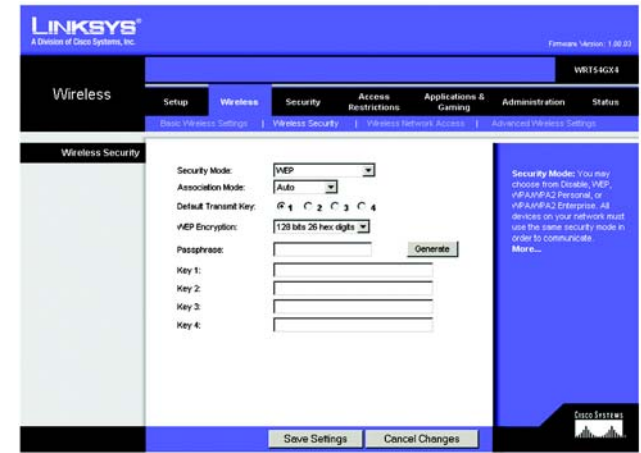 LINKSYS®
A Division of Cisco Systems, Inc.
Firmware Version: 1.00.03
WRT54GX4
Wireless
Setup Wireless Security Access Restrictions Applications & Gaming Administration Status
Basic Wireless Settings | Wireless Security | Wireless Network Access | Advanced Wireless Settings
Wireless Security
Security Mode: WEP
Association Mode: Auto
Default Transmit Key: 1 2 3 4
WEP Encryption: 128 bits 26 hex digits
Passphrase: Generate
Key 1:
Key 2:
Key 3:
Key 4:
Security Mode: You may
choose from Disable, WEP,
WPA/WPA2 Personal, or
WPA/WPA2 Enterprise. All
devices on your network must
use the same security mode in
order to communicate.
More...
CISCO SYSTEMS
Save Settings Cancel Changes